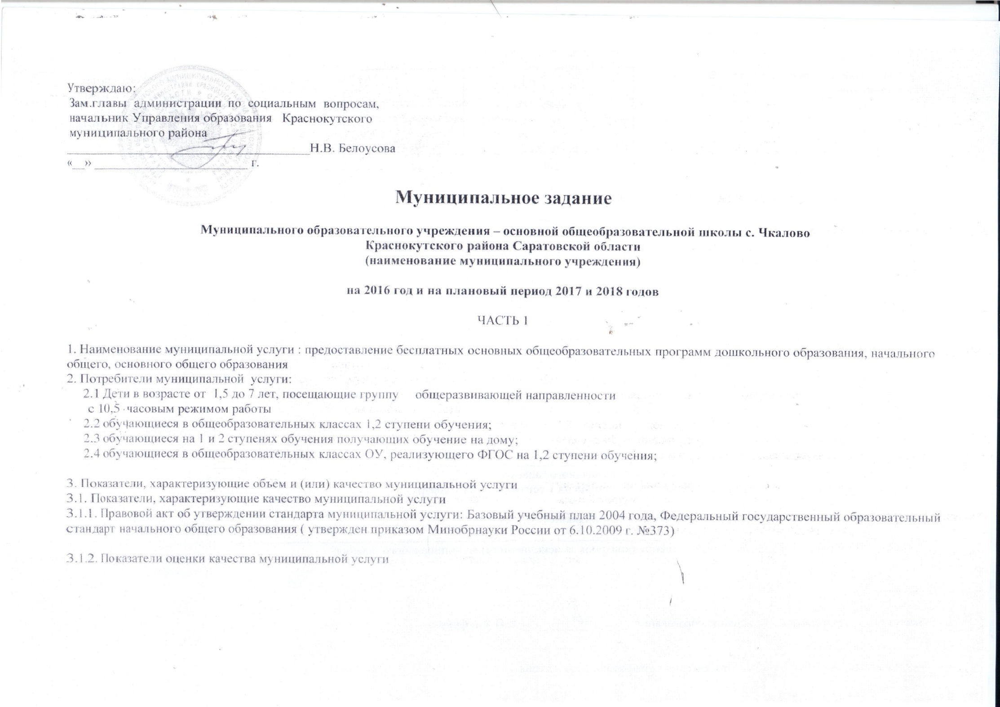 Утверждаю:
Зам.главы администрации по социальным вопросам,
начальник Управления образования Краснокутского
муниципального района
____________________________________Н.В. Белоусова
«__» _______________________ г.
Муниципальное задание
Муниципального образовательного учреждения – основной общеобразовательной школы с. Чкалово
Краснокутского района Саратовской области
(наименование муниципального учреждения)
на 2016 год и на плановый период 2017 и 2018 годов
ЧАСТЬ 1
1. Наименование муниципальной услуги : предоставление бесплатных основных общеобразовательных программ дошкольного образования, начального
общего, основного общего образования
2. Потребители муниципальной услуги:
2.1 Дети в возрасте от 1,5 до 7 лет, посещающие группу общеразвивающей направленности
с 10,5 часовым режимом работы
2.2 обучающиеся в общеобразовательных классах 1,2 ступени обучения;
2.3 обучающиеся на 1 и 2 ступенях обучения получающих обучение на дому;
2.4 обучающиеся в общеобразовательных классах ОУ, реализующего ФГОС на 1,2 ступени обучения;
3. Показатели, характеризующие объем и (или) качество муниципальной услуги
3.1. Показатели, характеризующие качество муниципальной услуги
3.1.1. Правовой акт об утверждении стандарта муниципальной услуги: Базовый учебный план 2004 года, Федеральный государственный образовательный
стандарт начального общего образования ( утвержден приказом Минобрнауки России от 6.10.2009 г. №373)
3.1.2. Показатели оценки качества муниципальной услуги